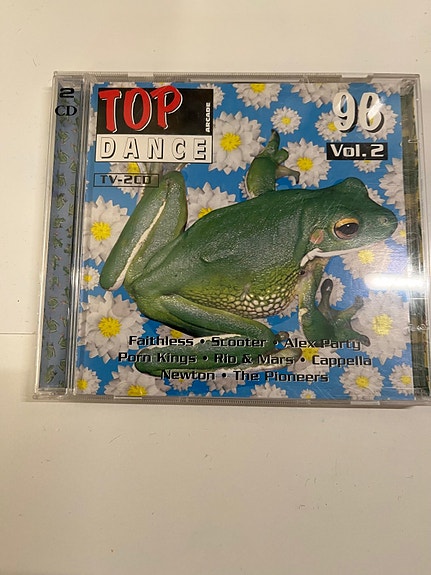 2
CD
TOP
ARCADE
DANCE
TV-2CD
96
Vol. 2
Faithless • Scooter • Alex Party
Porn Kings • Rio & Mars • Cappella
Newton • The Pioneers